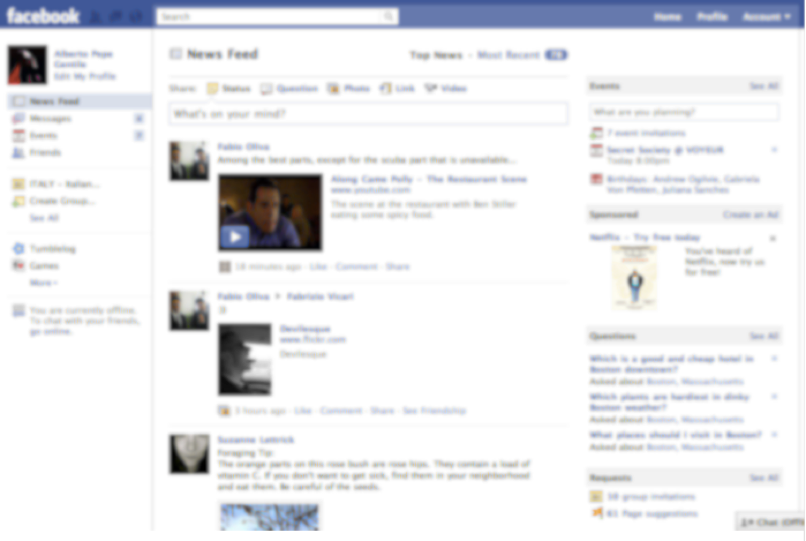 facebook
Search
Home Profile Account
Alberto Pepe
Gentile
Edit My Profile
News Feed
Messages
Events
Friends
ITALY - Italian...
Create Group...
See All
Tumblelog
Games
More
You are currently offline.
To chat with your friends,
go online.
News Feed
Top News - Most Recent
Share: Status Question Photo Link Video
What's on your mind?
Fabio Oliva
Among the best parts, except for the scuba part that is unavailable...
Along Came Polly - The Restaurant Scene
www.youtube.com
The scene at the restaurant with Ben Stiller
eating some spicy food.
18 minutes ago · Like · Comment · Share
Fabio Oliva Fabrizio Vicari
Devilesque
www.flickr.com
Devilesque
3 hours ago · Like · Comment · Share · See Friendship
Suzanne Lettrick
Foraging Tip:
The orange parts on this rose bush are rose hips. They contain a load of
vitamin C. If you don't want to get sick, find them in your neighborhood
and eat them. Be careful of the seeds.
Events See All
What are you planning?
7 event invitations
Secret Society @ VOYEUR
Today 8:00pm
Birthdays: Andrew Ogilvie, Gabriela
Von Pfetten, Juliana Sanches
Sponsored Create an Ad
Netflix - Try free today
You've heard of
Netflix, now try us
for free!
Questions See All
Which is a good and cheap hotel in
Boston downtown?
Asked about Boston, Massachusetts
Which plants are hardiest in dinky
Boston weather?
Asked about Boston, Massachusetts
What places should I visit in Boston?
Asked about Boston, Massachusetts
Requests See All
38 group invitations
81 Page suggestions
Chat (Offli